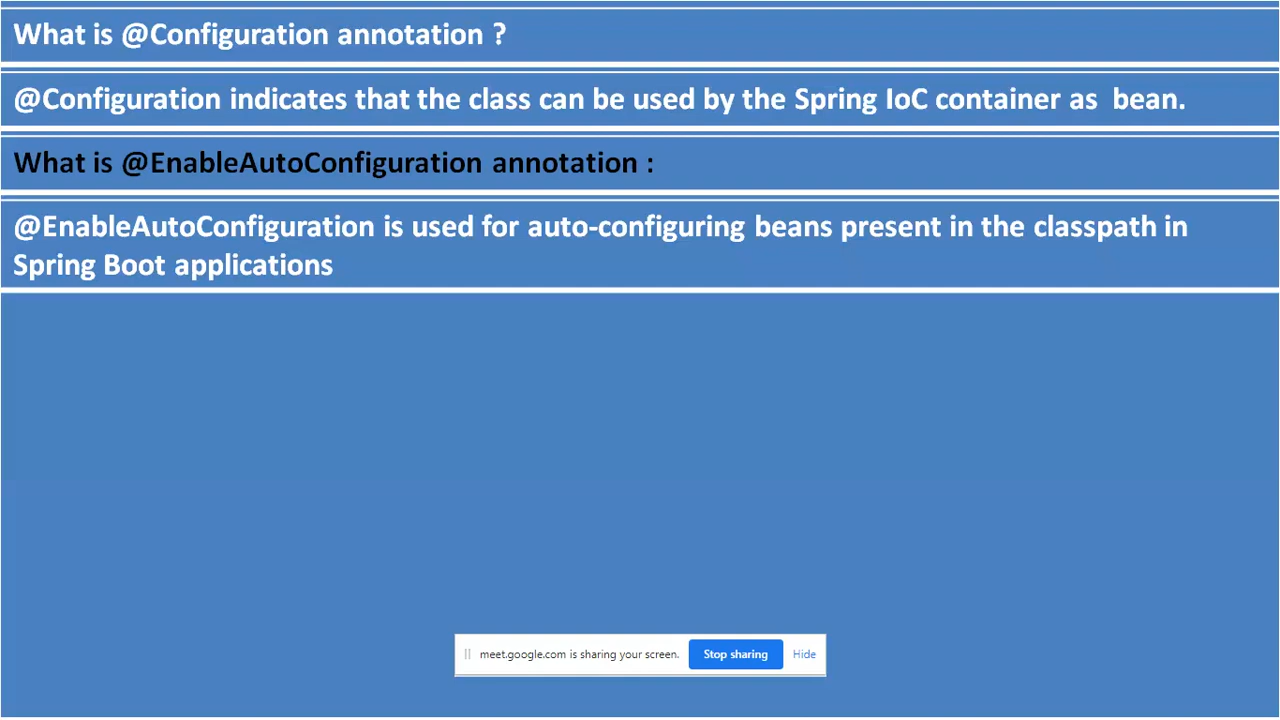 What is @Configuration annotation ?
@Configuration indicates that the class can be used by the Spring IoC container as  bean.
What is @EnableAutoConfiguration annotation :
@EnableAutoConfiguration is used for auto-configuring beans present in the classpath in
Spring Boot applications
meet.google.com is sharing your screen. Stop sharing Hide